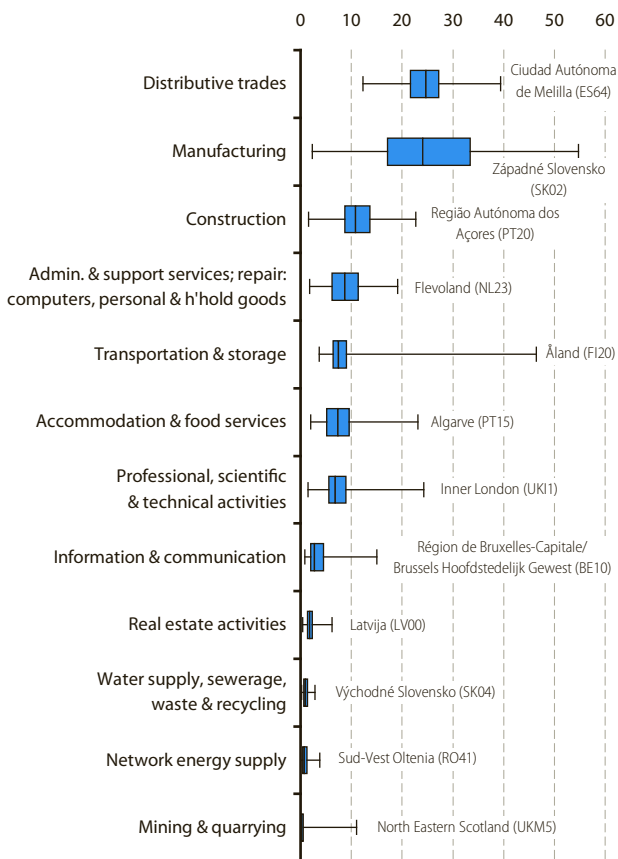 0 10 20 30 40 50 60
Distributive trades
Ciudad Autónoma
de Melilla (ES64)
Manufacturing
Západné Slovensko
(SK02)
Construction
Região Autónoma dos
Açores (PT20)
Admin. & support services; repair:
computers, personal & h'hold goods
Flevoland (NL23)
Transportation & storage
Åland (FI20)
Accommodation & food services
Algarve (PT15)
Professional, scientific
& technical activities
Inner London (UKI1)
Information & communication
Région de Bruxelles-Capitale/
Brussels Hoofdstedelijk Gewest (BE10)
Real estate activities
Latvija (LV00)
Water supply, sewerage,
waste & recycling
Východné Slovensko (SK04)
Network energy supply
Sud-Vest Oltenia (RO41)
Mining & quarrying
North Eastern Scotland (UKM5)